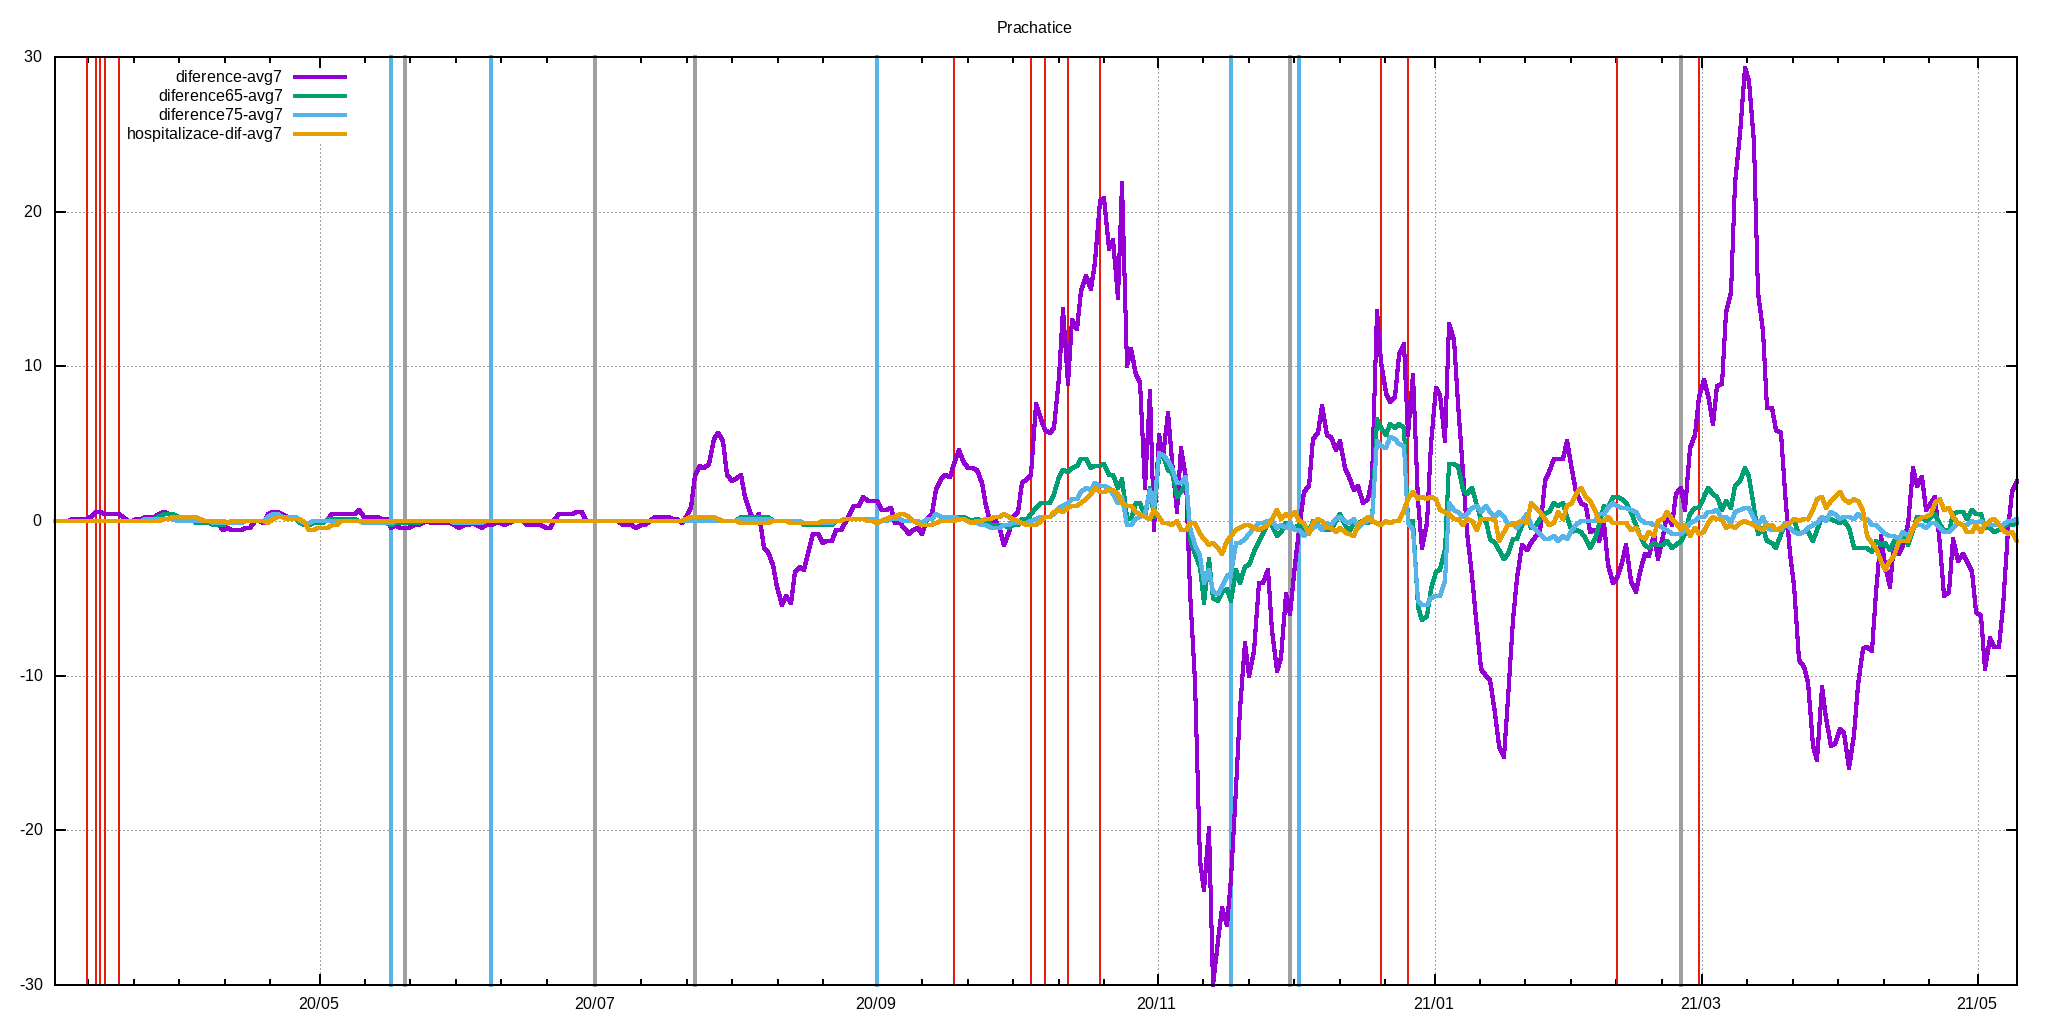 Prachatice
30
diference-avg7
diference65-avg7
diference75-avg7
hospitalizace-dif-avg7
20
10
0
-10
-20
-30
20/05 20/07 20/09 20/11 21/01 21/03 21/05